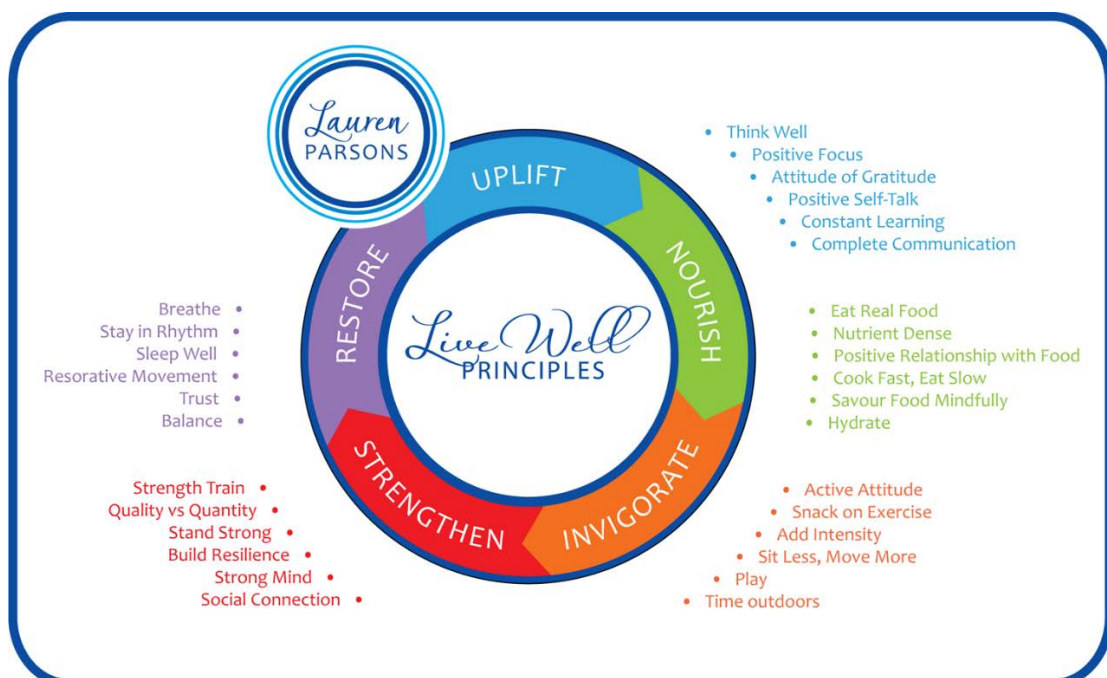 Lauren
PARSONS
UPLIFT
NOURISH
INVIGORATE
STRENGTHEN
RESTORE
Live Well
PRINCIPLES
• Think Well
• Positive Focus
• Attitude of Gratitude
• Positive Self-Talk
• Constant Learning
• Complete Communication
• Eat Real Food
• Nutrient Dense
• Positive Relationship with Food
• Cook Fast, Eat Slow
• Savour Food Mindfully
• Hydrate
• Active Attitude
• Snack on Exercise
• Add Intensity
• Sit Less, Move More
• Play
• Time outdoors
Strength Train •
Quality vs Quantity •
Stand Strong •
Build Resilience •
Strong Mind •
Social Connection •
Breathe •
Stay in Rhythm •
Sleep Well •
Resorative Movement •
Trust •
Balance •